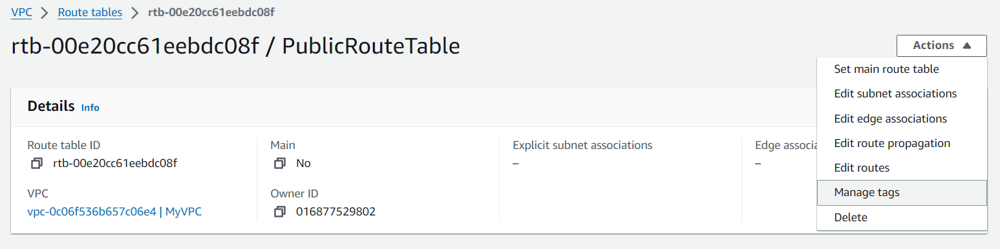 VPC > Route tables > rtb-00e20cc61eebdc08f
rtb-00e20cc61eebdc08f / PublicRouteTable
Actions
Set main route table
Edit subnet associations
Edit edge associations
Edit route propagation
Edit routes
Manage tags
Delete
Details Info
Route table ID
rtb-00e20cc61eebdc08f
Main
No
Explicit subnet associations
–
Edge associa
–
VPC
vpc-0c06f536b657c06e4 | MyVPC
Owner ID
016877529802